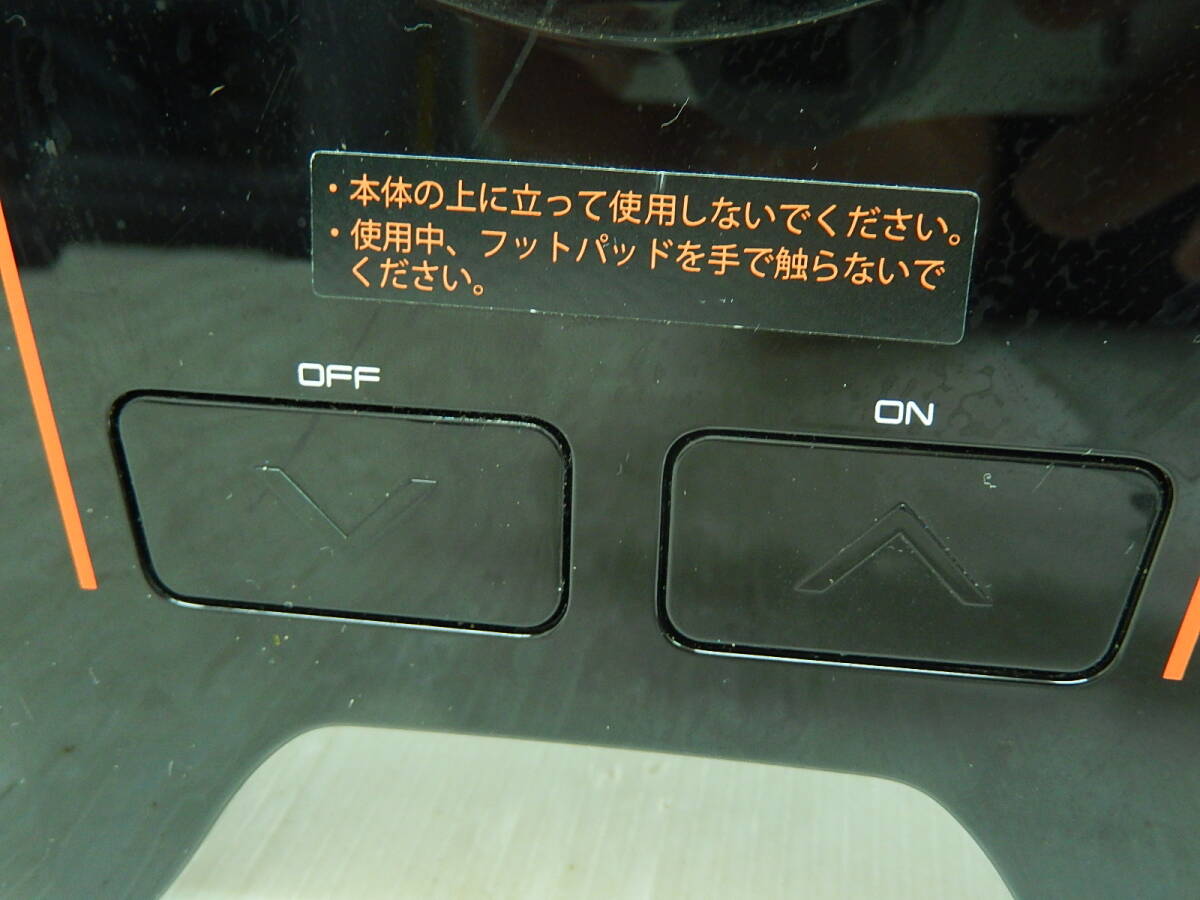 ・本体の上に立って使用しないでください。
・使用中、フットパッドを手で触らないで
ください。
OFF
ON